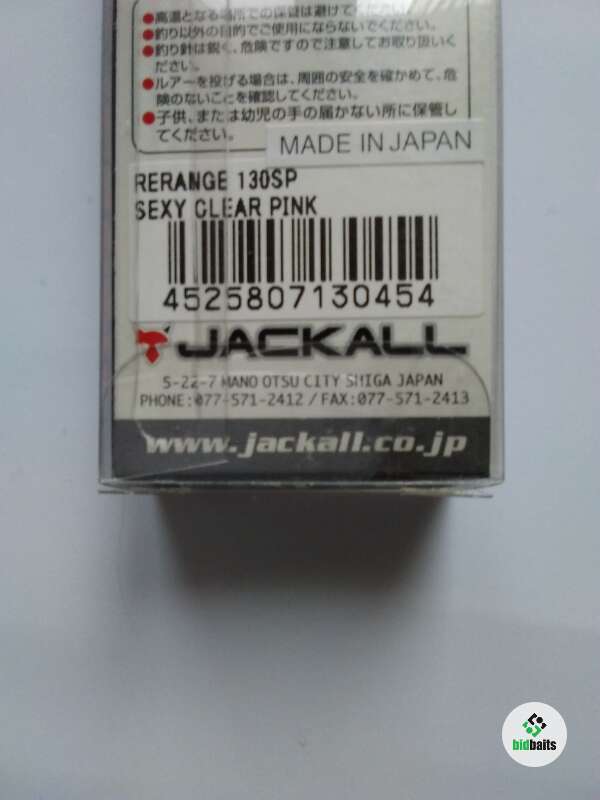 ●高温となる場所での保管は避けてください。
●釣り以外の目的でご使用にならないでください。
●釣り針は鋭く、危険ですので注意してお取り扱いく
ださい。
●ルアーを投げる場合は、周囲の安全を確かめて、危
険のないことを確認してください。
●子供、または幼児の手の届かない所に保管し
てください。
MADE IN JAPAN
RERANGE 130SP
SEXY CLEAR PINK
4525807130454
JACKALL
5-22-7 MANO OTSU CITY SHIGA JAPAN
PHONE:077-571-2412 / FAX:077-571-2413
www.jackall.co.jp
bidbaits